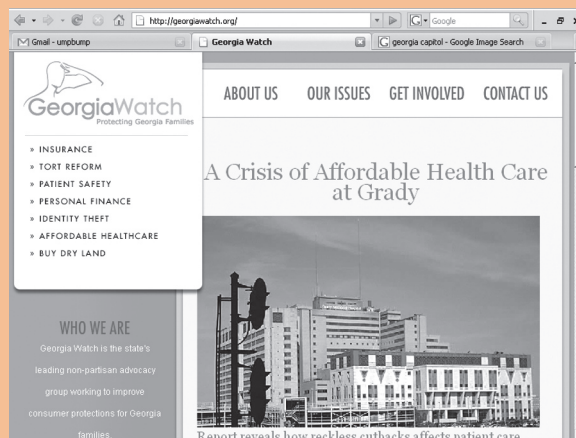 http://georgiawatch.org/
Google
Gmail - umpbump
Georgia Watch
georgia capitol - Google Image Search
GeorgiaWatch
Protecting Georgia Families
ABOUT US OUR ISSUES GET INVOLVED CONTACT US
» INSURANCE
» TORT REFORM
» PATIENT SAFETY
» PERSONAL FINANCE
» IDENTITY THEFT
» AFFORDABLE HEALTHCARE
» BUY DRY LAND
WHO WE ARE
Georgia Watch is the state's
leading non-partisan advocacy
group working to improve
consumer protections for Georgia
families.
A Crisis of Affordable Health Care
at Grady
Report reveals how reckless cutbacks affects patient care